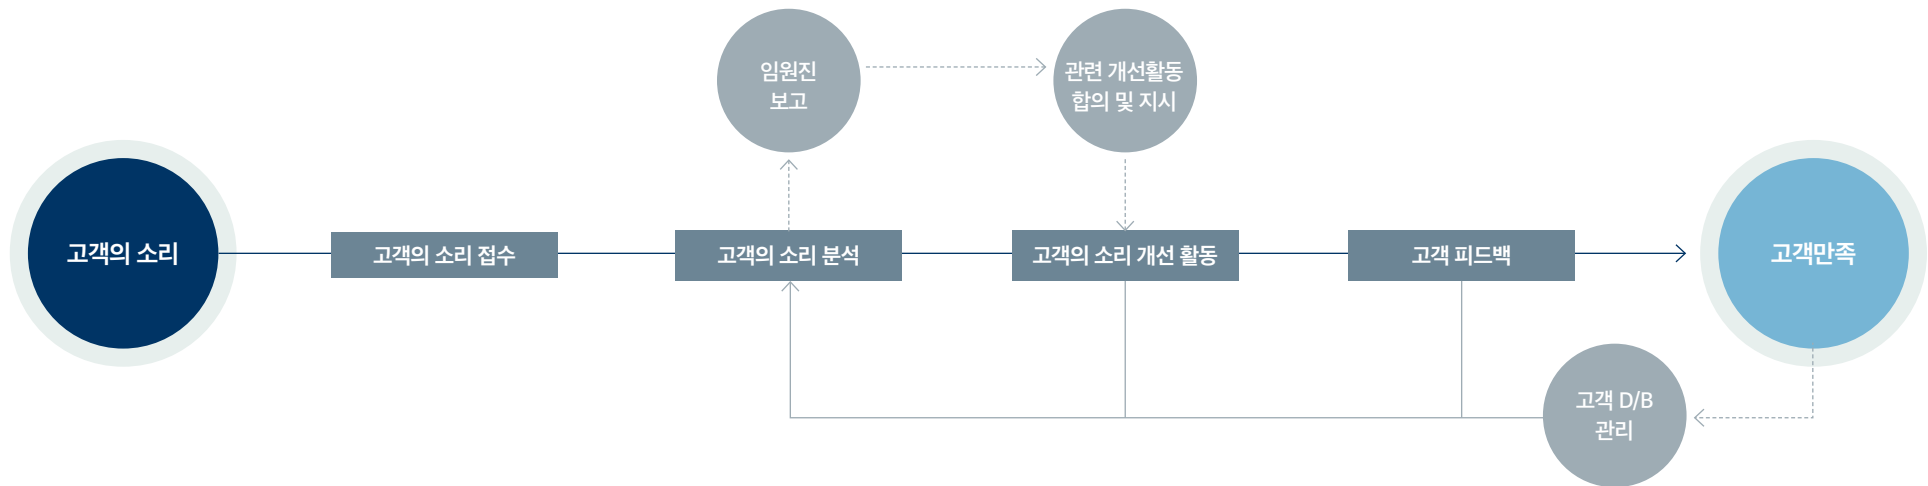 임원진
보고
관련 개선활동
합의 및 지시
고객의 소리
고객의 소리 접수
고객의 소리 분석
고객의 소리 개선 활동
고객 피드백
고객만족
고객 D/B
관리